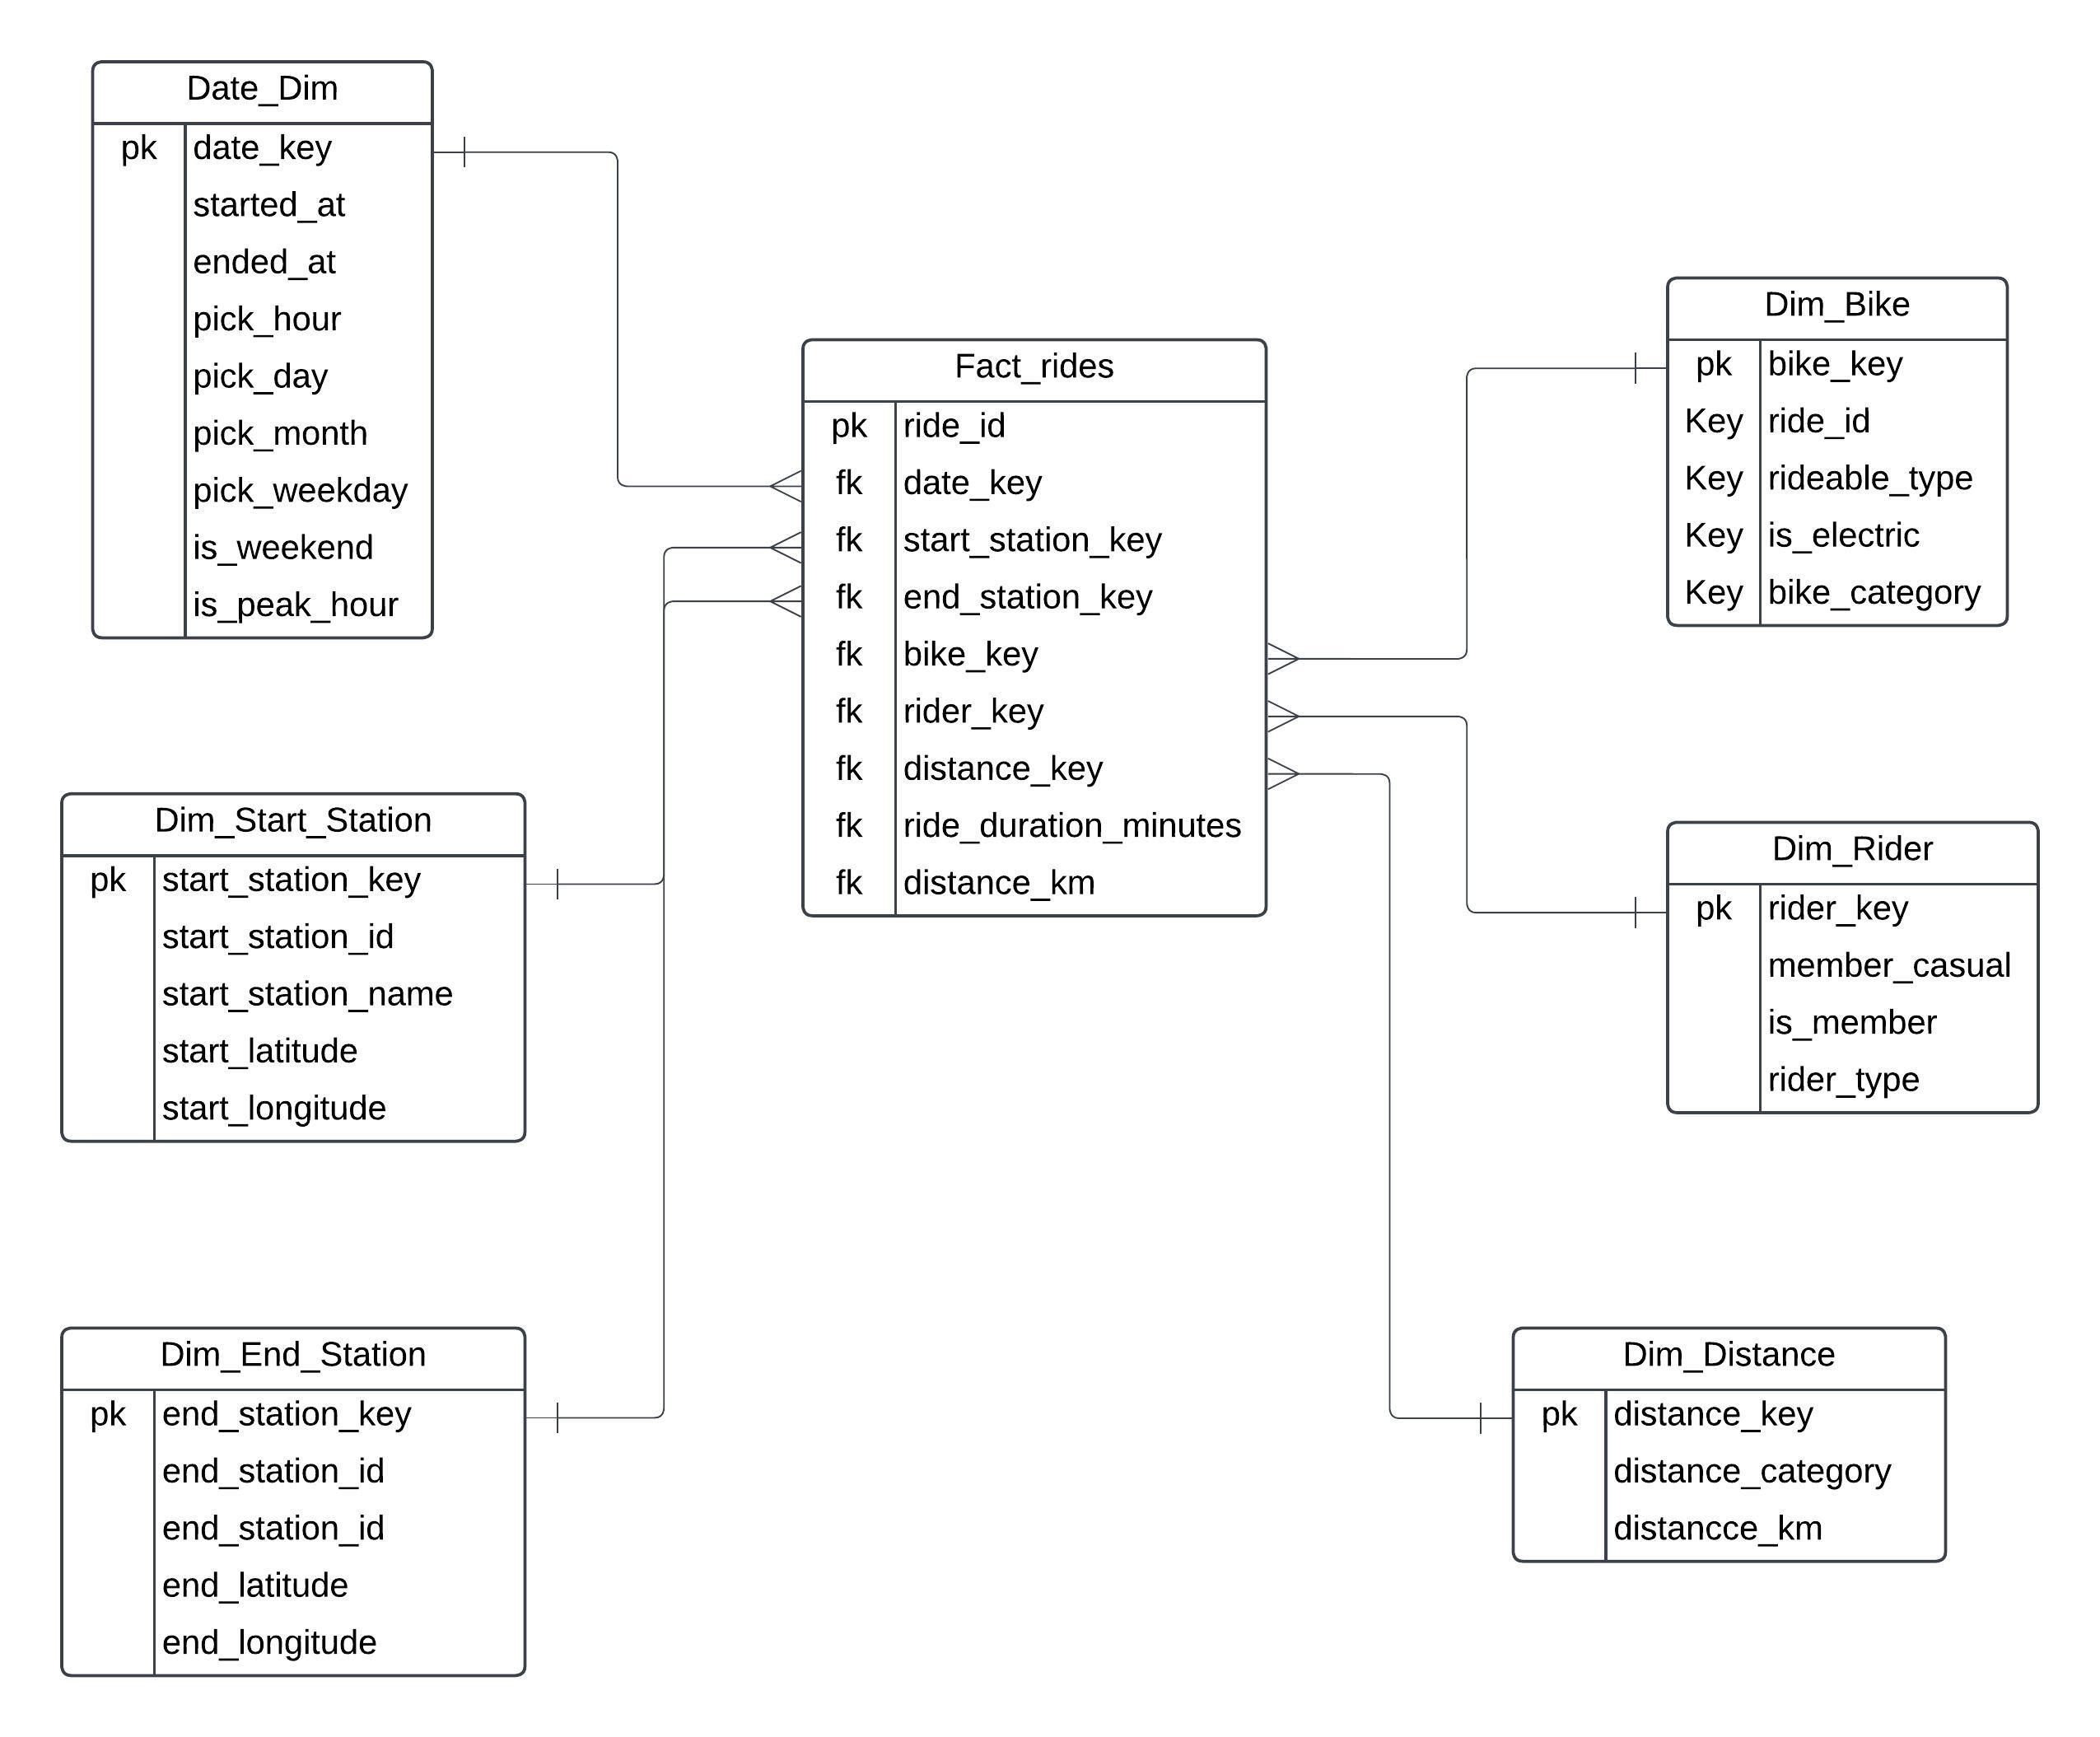 Date_Dim
pk date_key
started_at
ended_at
pick_hour
pick_day
pick_month
pick_weekday
is_weekend
is_peak_hour
Dim_Start_Station
pk start_station_key
start_station_id
start_station_name
start_latitude
start_longitude
Dim_End_Station
pk end_station_key
end_station_id
end_station_id
end_latitude
end_longitude
Fact_rides
pk ride_id
fk date_key
fk start_station_key
fk end_station_key
fk bike_key
fk rider_key
fk distance_key
fk ride_duration_minutes
fk distance_km
Dim_Bike
pk bike_key
Key ride_id
Key rideable_type
Key is_electric
Key bike_category
Dim_Rider
pk rider_key
member_casual
is_member
rider_type
Dim_Distance
pk distance_key
distance_category
distancce_km